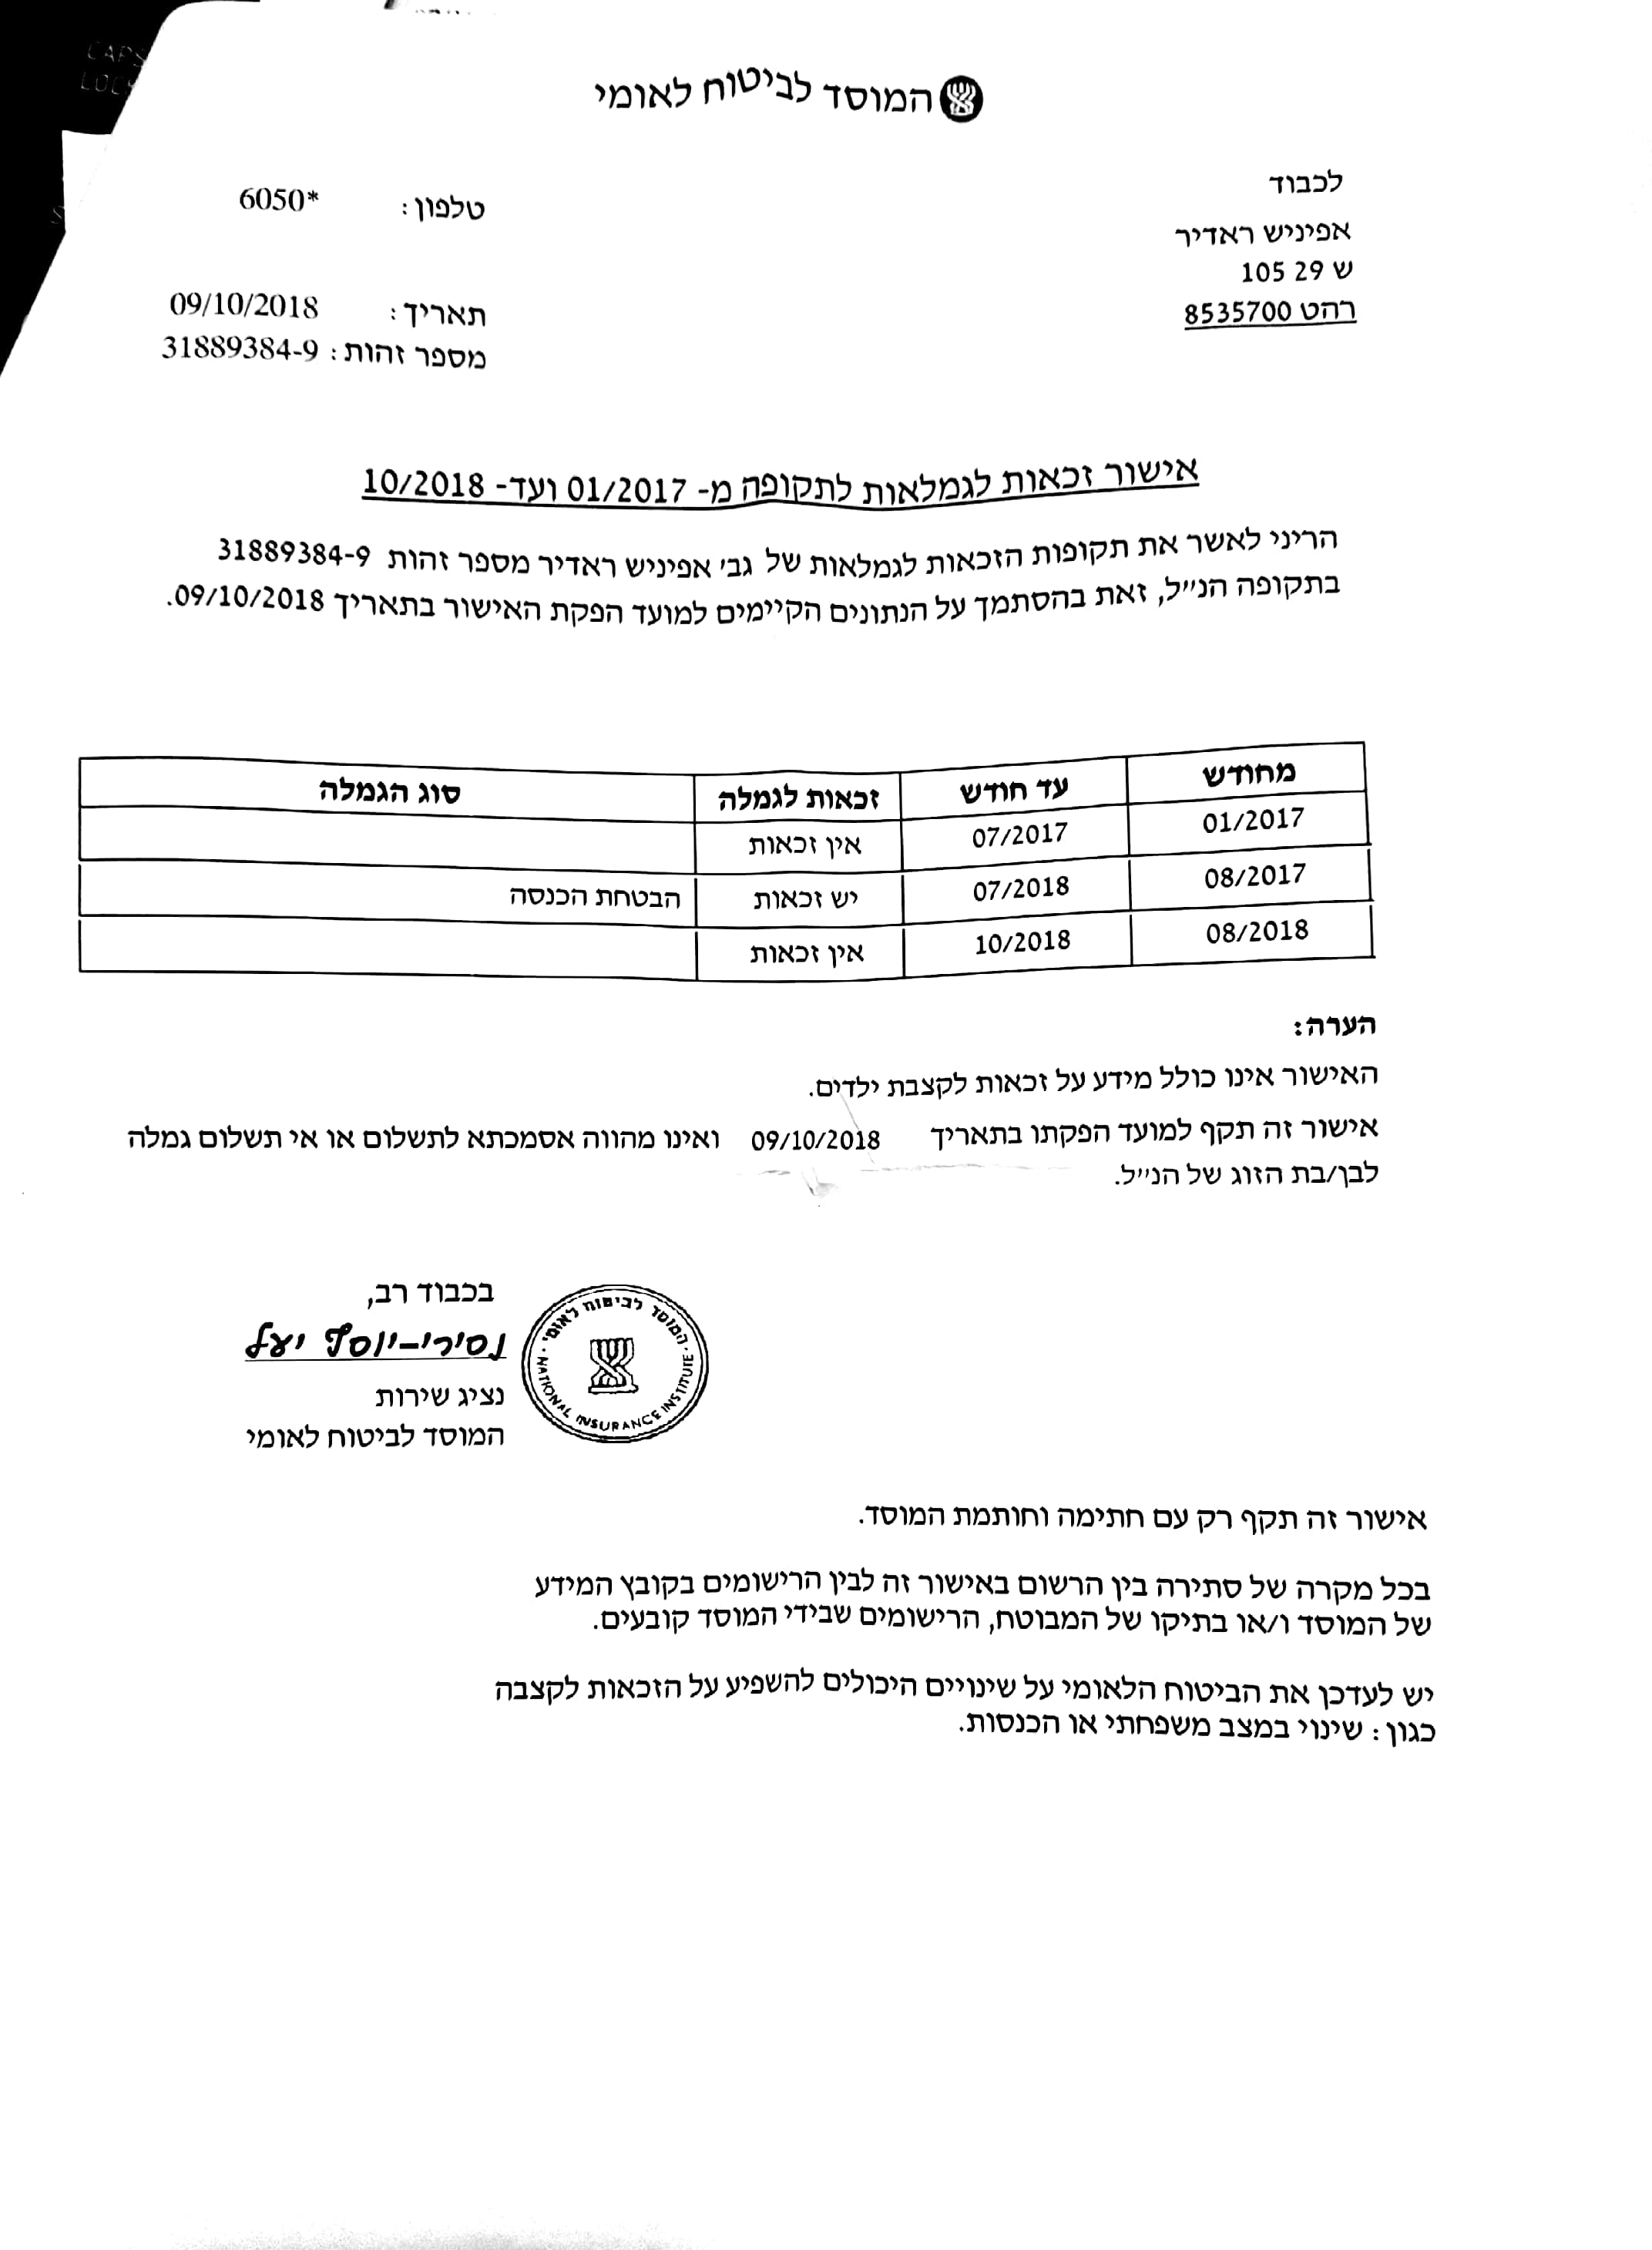 המוסד לביטוח לאומי
לכבוד
אפיניש ראדיר
ש 29 105
רהט 8535700
טלפון: *6050
תאריך: 09/10/2018
מספר זהות: 31889384-9
אישור זכאות לגמלאות לתקופה מ- 01/2017 ועד- 10/2018
הריני לאשר את תקופות הזכאות לגמלאות של גב' אפיניש ראדיר מספר זהות 31889384-9
בתקופה הנ״ל, זאת בהסתמך על הנתונים הקיימים למועד הפקת האישור בתאריך 09/10/2018.
מחודש עד חודש זכאות לגמלה סוג הגמלה
01/2017 07/2017 אין זכאות
08/2017 07/2018 יש זכאות הבטחת הכנסה
08/2018 10/2018 אין זכאות
הערה:
האישור אינו כולל מידע על זכאות לקצבת ילדים.
אישור זה תקף למועד הפקתו בתאריך 09/10/2018 ואינו מהווה אסמכתא לתשלום או אי תשלום גמלה
לבן/בת הזוג של הנ״ל.
בכבוד רב,
נסירי-יוסף יעל
נציג שירות
המוסד לביטוח לאומי
המוסד לביטוח לאומי
NATIONAL INSURANCE INSTITUTE
אישור זה תקף רק עם חתימה וחותמת המוסד.
בכל מקרה של סתירה בין הרשום באישור זה לבין הרישומים בקובץ המידע
של המוסד ו/או בתיקו של המבוטח, הרישומים שבידי המוסד קובעים.
יש לעדכן את הביטוח הלאומי על שינויים היכולים להשפיע על הזכאות לקצבה
כגון: שינוי במצב משפחתי או הכנסות.